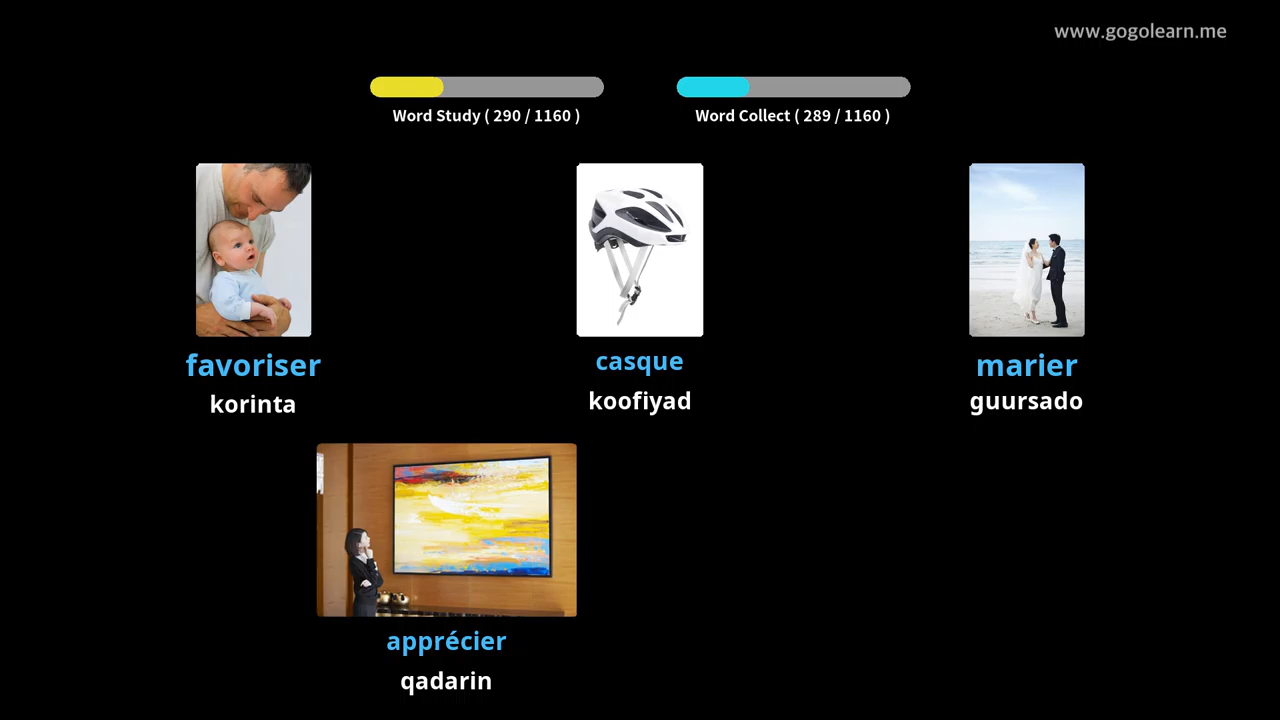 www.gogolearn.me
Word Study ( 290 / 1160 )
Word Collect ( 289 / 1160 )
favoriser
korinta
casque
koofiyad
marier
guursado
apprécier
qadarin